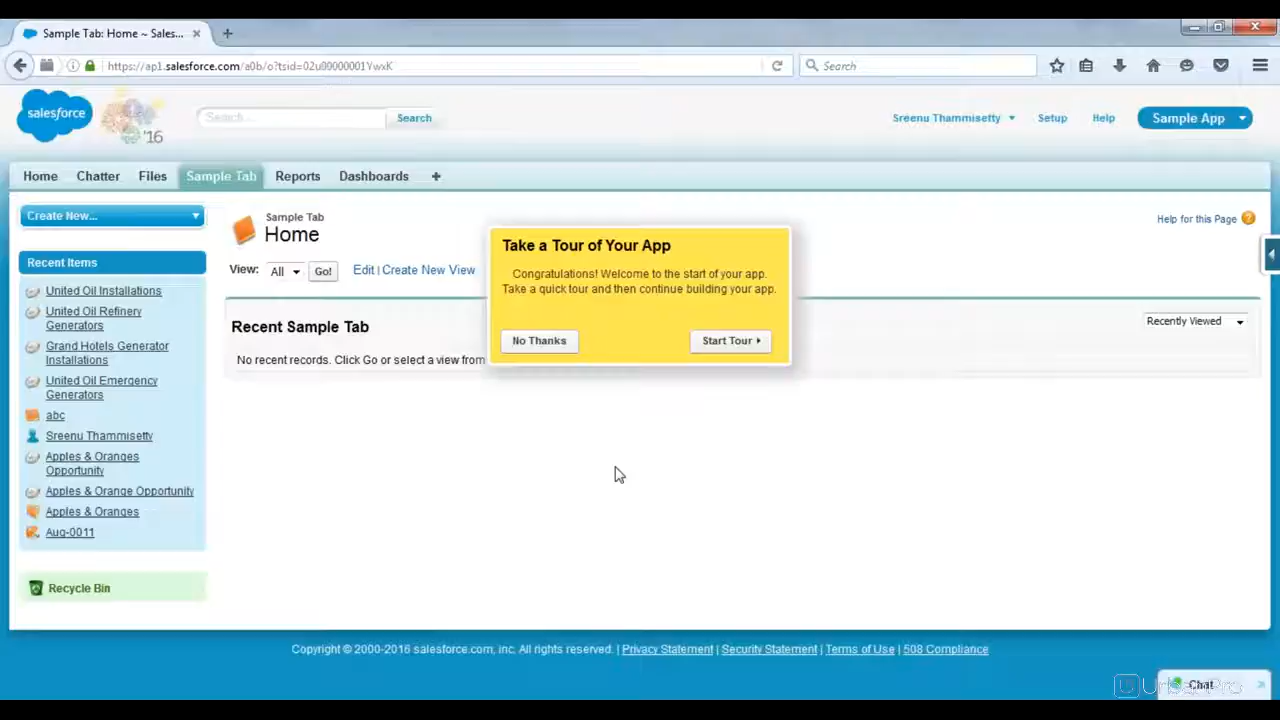 Sample Tab: Home ~ Sales...
https://ap1.salesforce.com/a0b/o?tsid=02u00000001YwxK
Search
salesforce
'16
Search...
Search
Sreenu Thammisetty
Setup
Help
Sample App
Home
Chatter
Files
Sample Tab
Reports
Dashboards
+
Create New...
Recent Items
United Oil Installations
United Oil Refinery
Generators
Grand Hotels Generator
Installations
United Oil Emergency
Generators
abc
Sreenu Thammisetty
Apples & Oranges
Opportunity
Apples & Orange Opportunity
Apples & Oranges
Aug-0011
Recycle Bin
Sample Tab
Home
Help for this Page
View: All Go! Edit | Create New View
Take a Tour of Your App
Congratulations! Welcome to the start of your app.
Take a quick tour and then continue building your app.
No Thanks
Start Tour
Recent Sample Tab
Recently Viewed
No recent records. Click Go or select a view from
Copyright © 2000-2016 salesforce.com, inc. All rights reserved. | Privacy Statement | Security Statement | Terms of Use | 508 Compliance
Chat
UrbanPro